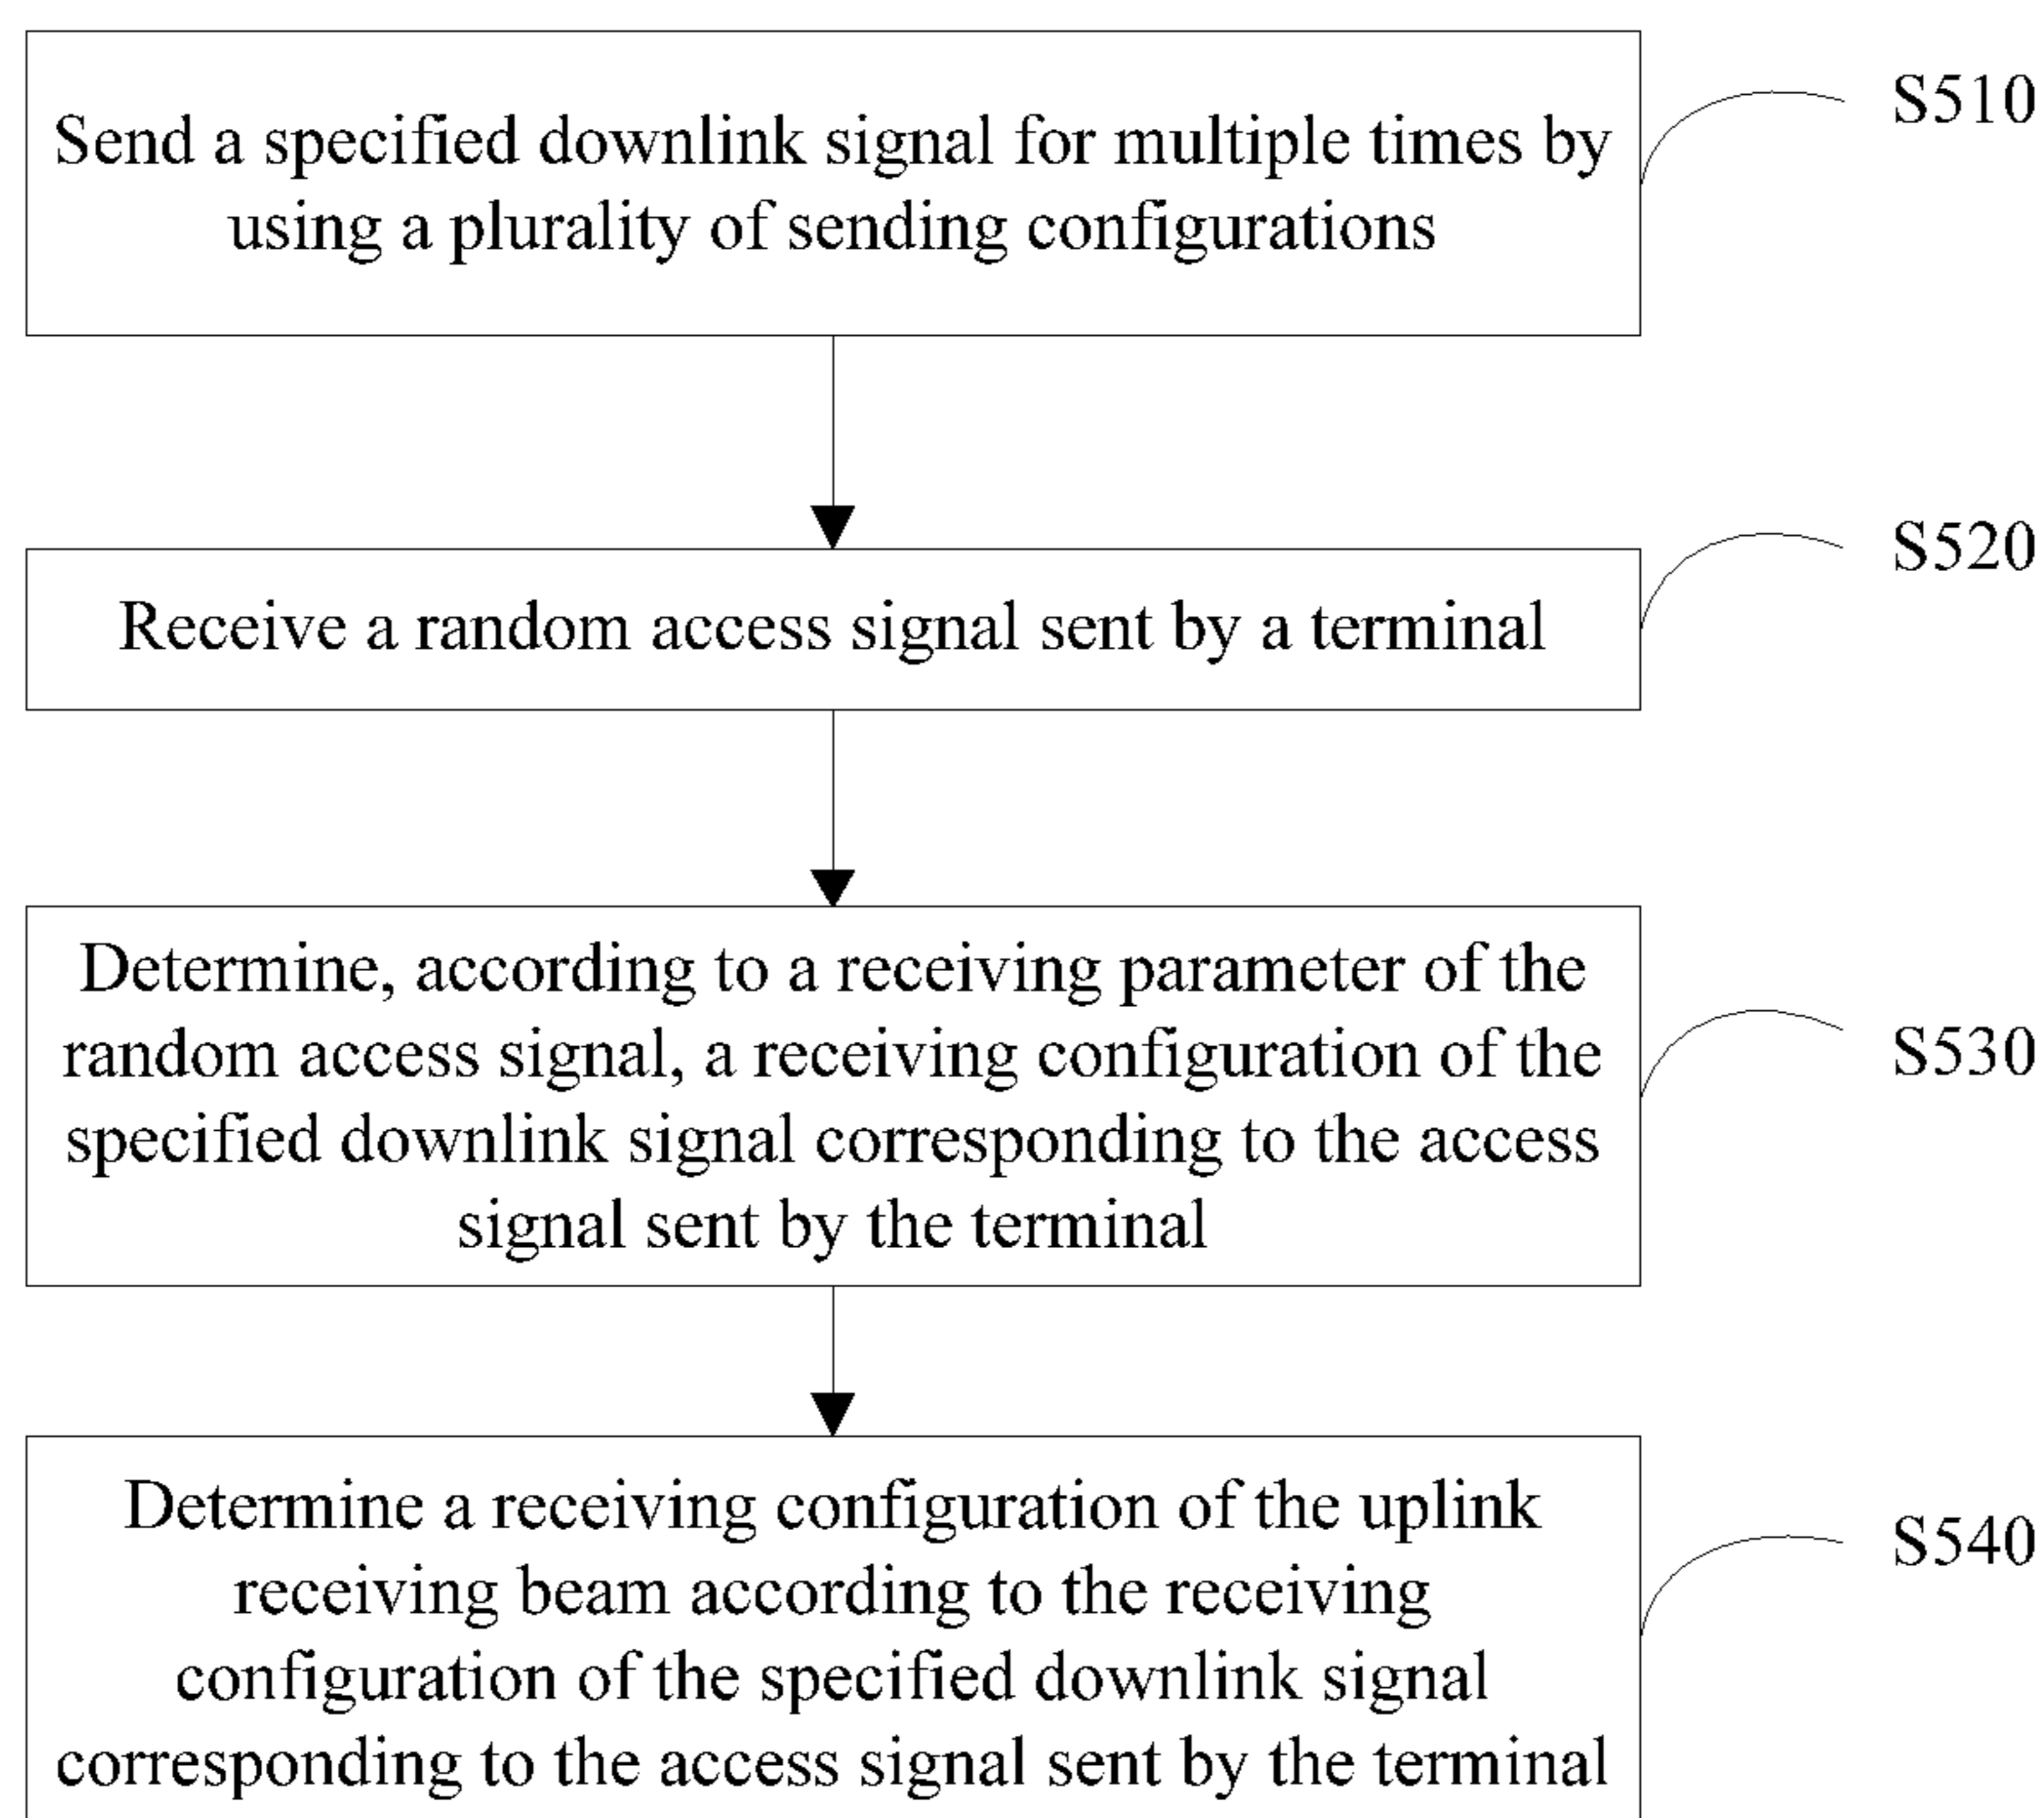 Send a specified downlink signal for multiple times by
using a plurality of sending configurations
S510
Receive a random access signal sent by a terminal
S520
Determine, according to a receiving parameter of the
random access signal, a receiving configuration of the
specified downlink signal corresponding to the access
signal sent by the terminal
S530
Determine a receiving configuration of the uplink
receiving beam according to the receiving
configuration of the specified downlink signal
corresponding to the access signal sent by the terminal
S540